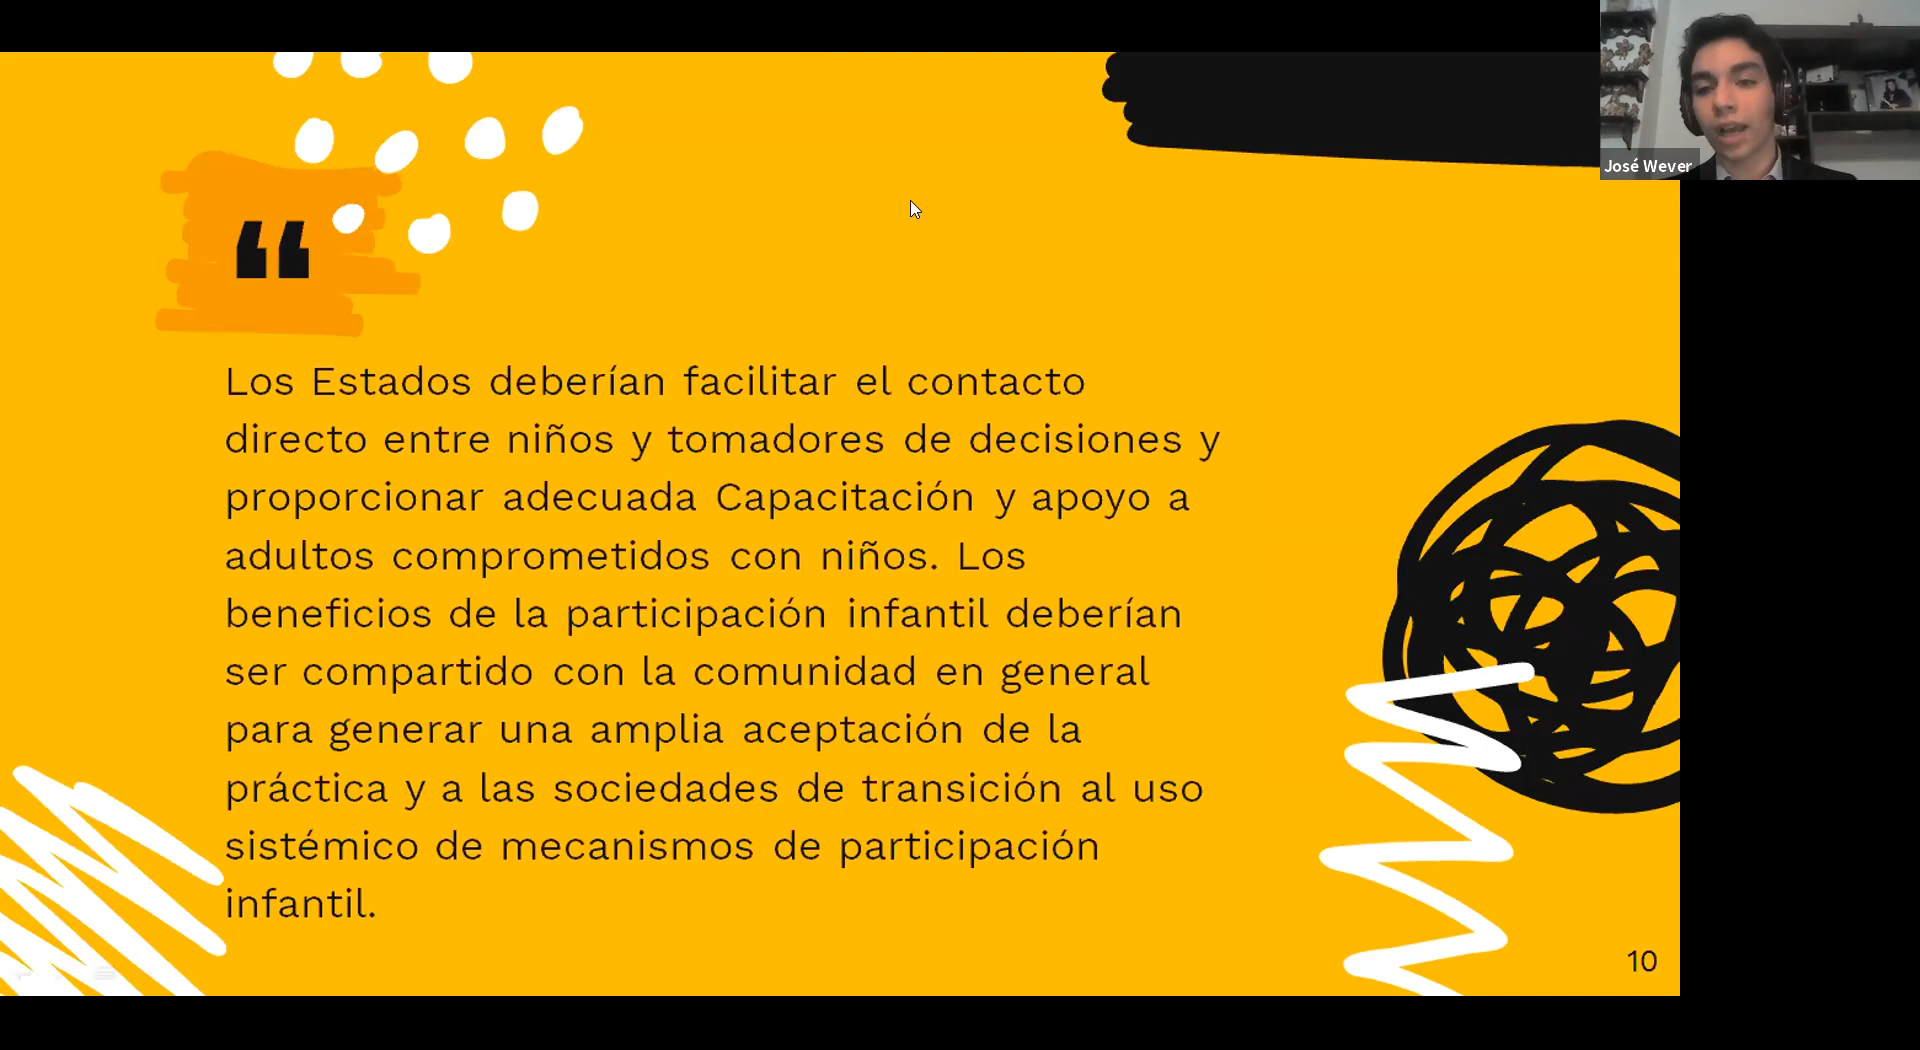 José Wever
“
Los Estados deberían facilitar el contacto
directo entre niños y tomadores de decisiones y
proporcionar adecuada Capacitación y apoyo a
adultos comprometidos con niños. Los
beneficios de la participación infantil deberían
ser compartido con la comunidad en general
para generar una amplia aceptación de la
práctica y a las sociedades de transición al uso
sistémico de mecanismos de participación
infantil.
10